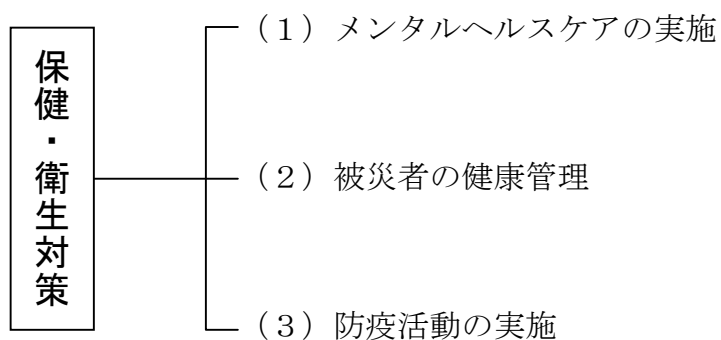 保健・衛生対策
（１）メンタルヘルスケアの実施
（２）被災者の健康管理
（３）防疫活動の実施